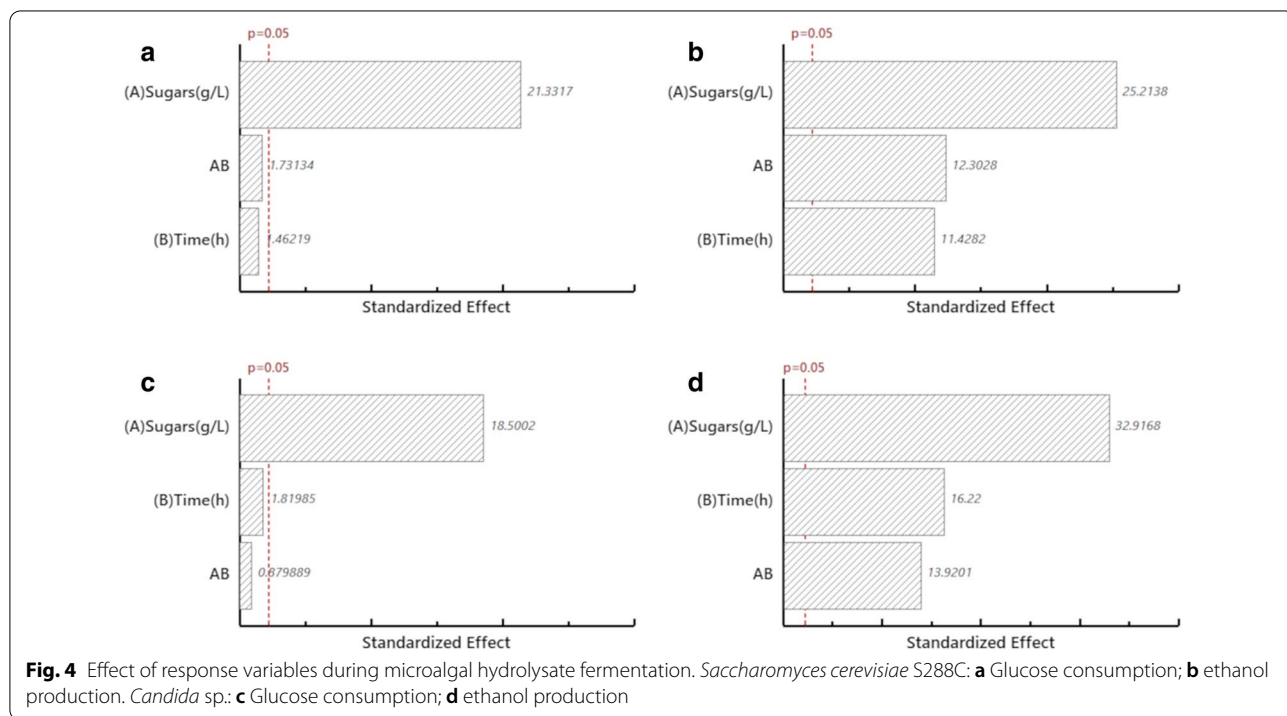 a
p=0.05
(A)Sugars(g/L)
21.3317
AB
1.73134
(B)Time(h)
1.46219
Standardized Effect
b
p=0.05
(A)Sugars(g/L)
25.2138
AB
12.3028
(B)Time(h)
11.4282
Standardized Effect
c
p=0.05
(A)Sugars(g/L)
18.5002
(B)Time(h)
1.81985
AB
0.879889
Standardized Effect
d
p=0.05
(A)Sugars(g/L)
32.9168
(B)Time(h)
16.22
AB
13.9201
Standardized Effect
Fig. 4 Effect of response variables during microalgal hydrolysate fermentation. Saccharomyces cerevisiae S288C: a Glucose consumption; b ethanol
production. Candida sp.: c Glucose consumption; d ethanol production